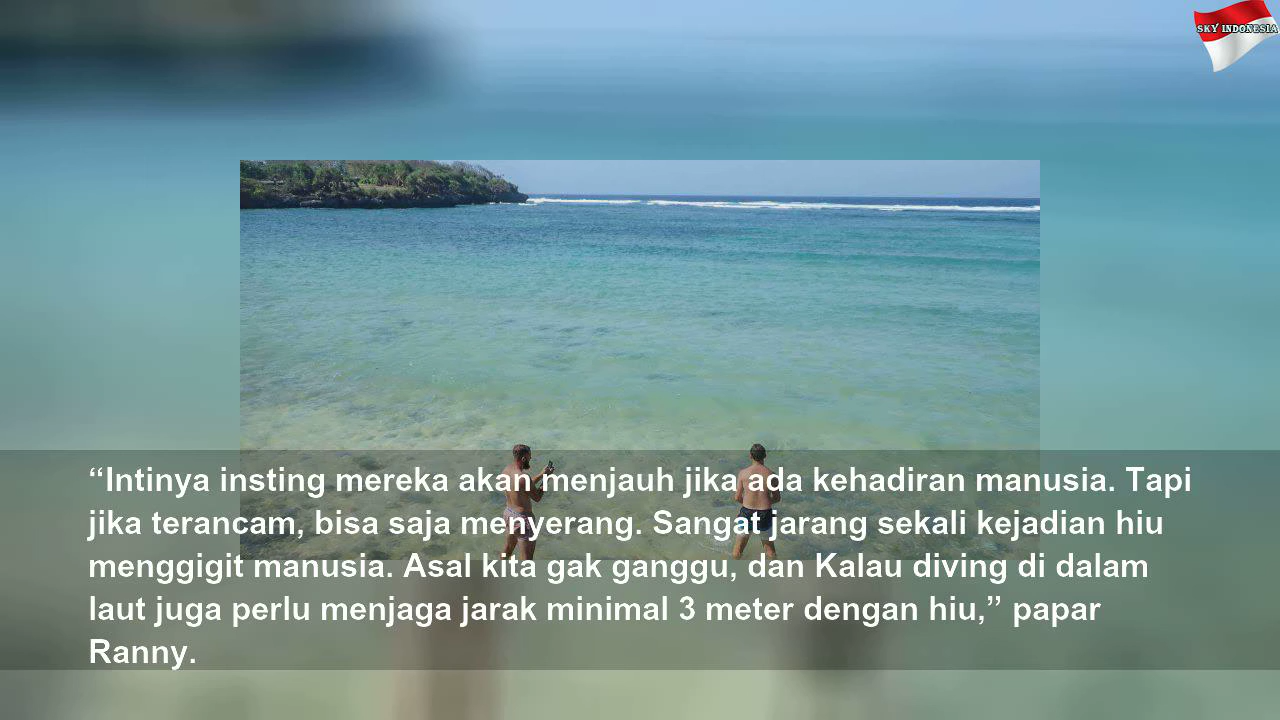 SKY INDONESIA
“Intinya insting mereka akan menjauh jika ada kehadiran manusia. Tapi
jika terancam, bisa saja menyerang. Sangat jarang sekali kejadian hiu
menggigit manusia. Asal kita gak ganggu, dan Kalau diving di dalam
laut juga perlu menjaga jarak minimal 3 meter dengan hiu,” papar
Ranny.